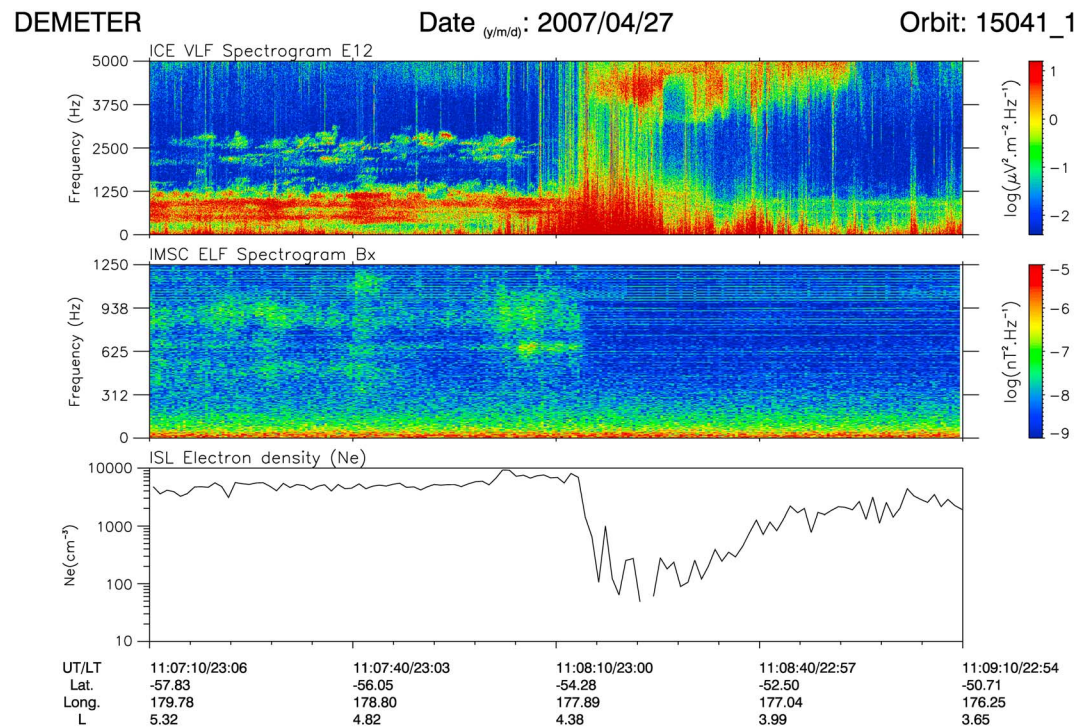 DEMETER Date (y/m/d): 2007/04/27 Orbit: 15041_1
ICE VLF Spectrogram E12
5000
3750
2500
1250
0
Frequency (Hz)
1
0
−1
−2
log(μV².m⁻².Hz⁻¹)
IMSC ELF Spectrogram Bx
1250
938
625
312
0
Frequency (Hz)
−5
−6
−7
−8
−9
log(nT².Hz⁻¹)
ISL Electron density (Ne)
10000
1000
100
10
Ne(cm⁻³)
UT/LT 11:07:10/23:06 11:07:40/23:03 11:08:10/23:00 11:08:40/22:57 11:09:10/22:54
Lat. -57.83 -56.05 -54.28 -52.50 -50.71
Long. 179.78 178.80 177.89 177.04 176.25
L 5.32 4.82 4.38 3.99 3.65